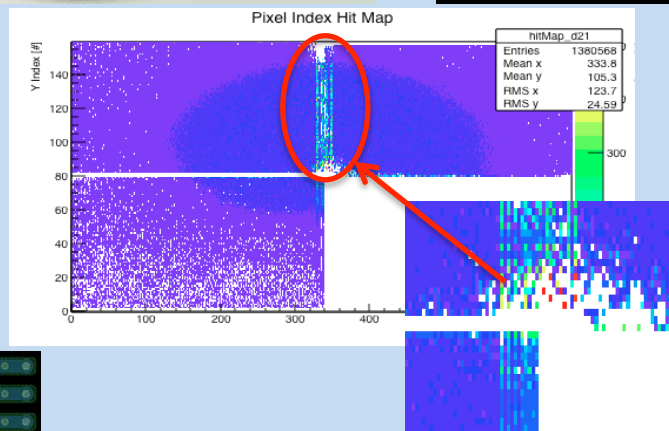 Pixel Index Hit Map
hitMap_d21
Entries 1380568
Mean x 333.8
Mean y 105.3
RMS x 123.7
RMS y 24.59
Y Index [#]
140
120
100
80
60
40
20
0
0 100 200 300 400
300